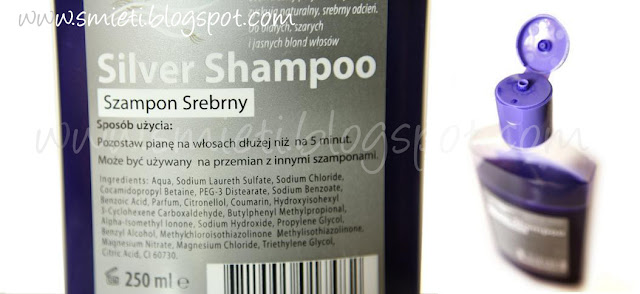 www.smieti.blogspot.com
zyskują naturalny, srebrny odcień.
Do białych, szarych
i jasnych blond włosów
Silver Shampoo
Szampon Srebrny
www.smieti.blogspot.com
Sposób użycia:
Pozostaw pianę na włosach dłużej niż na 5 minut.
Może być używany na przemian z innymi szamponami.
Ingredients: Aqua, Sodium Laureth Sulfate, Sodium Chloride,
Cocamidopropyl Betaine, PEG-3 Distearate, Sodium Benzoate,
Benzoic Acid, Parfum, Citronellol, Coumarin, Hydroxyisohexyl
3-Cyclohexene Carboxaldehyde, Butylphenyl Methylpropional,
Alpha-Isomethyl Ionone, Sodium Hydroxide, Propylene Glycol,
Benzyl Alcohol, Methylchloroisothiazolinone, Methylisothiazolinone,
Magnesium Nitrate, Magnesium Chloride, Triethylene Glycol,
Citric Acid, CI 60730.
250 ml e
Shampoo